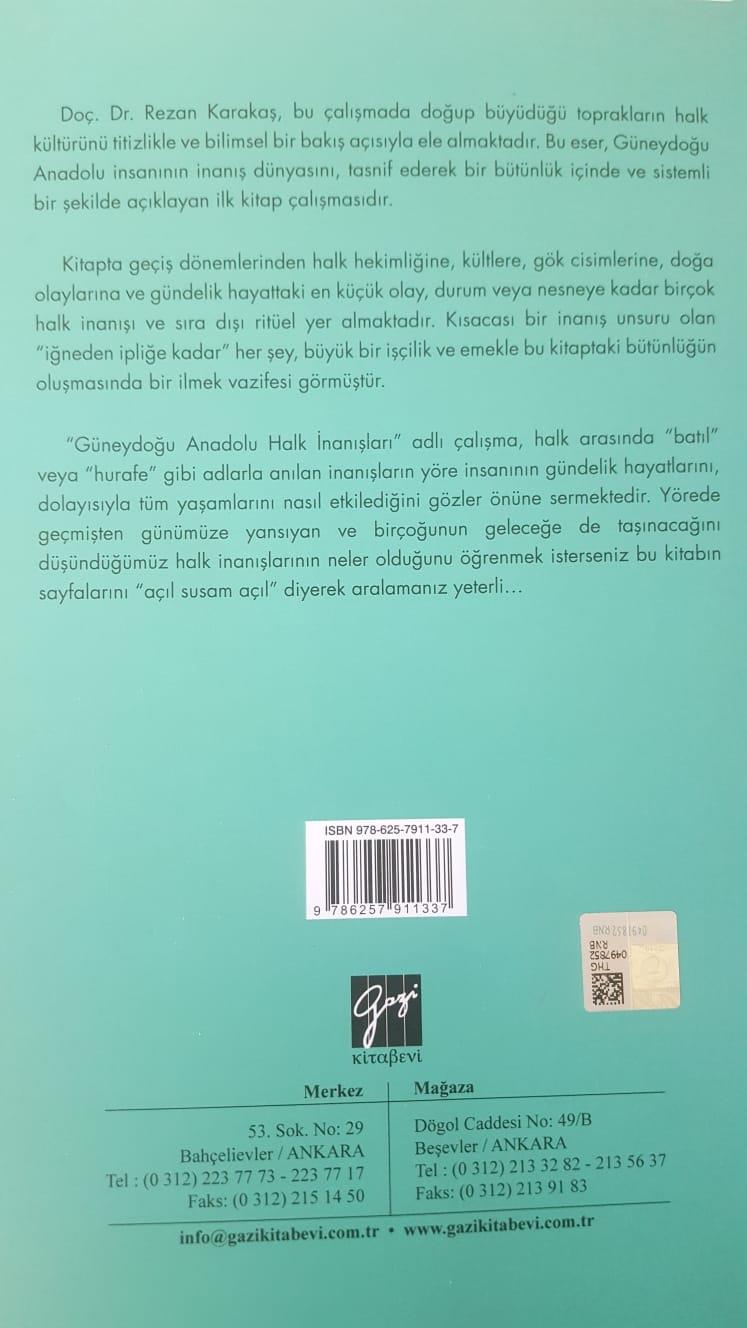 Doç. Dr. Rezan Karakaş, bu çalışmada doğup büyüdüğü toprakların halk
kültürünü titizlikle ve bilimsel bir bakış açısıyla ele almaktadır. Bu eser, Güneydoğu
Anadolu insanının inanış dünyasını, tasnif ederek bir bütünlük içinde ve sistemli
bir şekilde açıklayan ilk kitap çalışmasıdır.
Kitapta geçiş dönemlerinden halk hekimliğine, kültlere, gök cisimlerine, doğa
olaylarına ve gündelik hayattaki en küçük olay, durum veya nesneye kadar birçok
halk inanışı ve sıra dışı ritüel yer almaktadır. Kısacası bir inanış unsuru olan
“iğneden ipliğe kadar” her şey, büyük bir işçilik ve emekle bu kitaptaki bütünlüğün
oluşmasında bir ilmek vazifesi görmüştür.
“Güneydoğu Anadolu Halk İnanışları” adlı çalışma, halk arasında “batıl”
veya “hurafe” gibi adlarla anılan inanışların yöre insanının gündelik hayatlarını,
dolayısıyla tüm yaşamlarını nasıl etkilediğini gözler önüne sermektedir. Yörede
geçmişten günümüze yansıyan ve birçoğunun geleceğe de taşınacağını
düşündüğümüz halk inanışlarının neler olduğunu öğrenmek isterseniz bu kitabın
sayfalarını “açıl susam açıl” diyerek aralamanız yeterli...
ISBN 978-625-7911-33-7
9 786257 911337
0497852 RNB
RNB
0497852
THG
Gazi
kitabevi
Merkez
53. Sok. No: 29
Bahçelievler / ANKARA
Tel : (0 312) 223 77 73 - 223 77 17
Faks: (0 312) 215 14 50
Mağaza
Dögol Caddesi No: 49/B
Beşevler / ANKARA
Tel : (0 312) 213 32 82 - 213 56 37
Faks: (0 312) 213 91 83
info@gazikitabevi.com.tr • www.gazikitabevi.com.tr